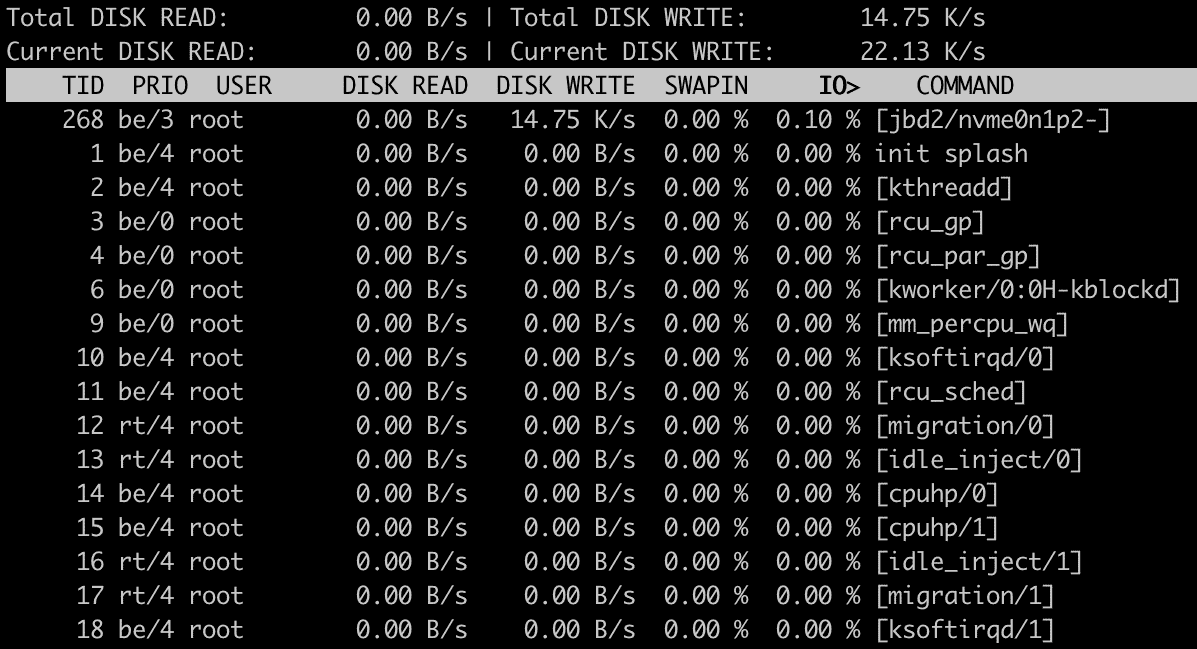 Total DISK READ:         0.00 B/s | Total DISK WRITE:        14.75 K/s
Current DISK READ:       0.00 B/s | Current DISK WRITE:      22.13 K/s
    TID  PRIO  USER     DISK READ  DISK WRITE  SWAPIN     IO>    COMMAND
    268 be/3 root        0.00 B/s   14.75 K/s  0.00 %  0.10 % [jbd2/nvme0n1p2-]
      1 be/4 root        0.00 B/s    0.00 B/s  0.00 %  0.00 % init splash
      2 be/4 root        0.00 B/s    0.00 B/s  0.00 %  0.00 % [kthreadd]
      3 be/0 root        0.00 B/s    0.00 B/s  0.00 %  0.00 % [rcu_gp]
      4 be/0 root        0.00 B/s    0.00 B/s  0.00 %  0.00 % [rcu_par_gp]
      6 be/0 root        0.00 B/s    0.00 B/s  0.00 %  0.00 % [kworker/0:0H-kblockd]
      9 be/0 root        0.00 B/s    0.00 B/s  0.00 %  0.00 % [mm_percpu_wq]
     10 be/4 root        0.00 B/s    0.00 B/s  0.00 %  0.00 % [ksoftirqd/0]
     11 be/4 root        0.00 B/s    0.00 B/s  0.00 %  0.00 % [rcu_sched]
     12 rt/4 root        0.00 B/s    0.00 B/s  0.00 %  0.00 % [migration/0]
     13 rt/4 root        0.00 B/s    0.00 B/s  0.00 %  0.00 % [idle_inject/0]
     14 be/4 root        0.00 B/s    0.00 B/s  0.00 %  0.00 % [cpuhp/0]
     15 be/4 root        0.00 B/s    0.00 B/s  0.00 %  0.00 % [cpuhp/1]
     16 rt/4 root        0.00 B/s    0.00 B/s  0.00 %  0.00 % [idle_inject/1]
     17 rt/4 root        0.00 B/s    0.00 B/s  0.00 %  0.00 % [migration/1]
     18 be/4 root        0.00 B/s    0.00 B/s  0.00 %  0.00 % [ksoftirqd/1]